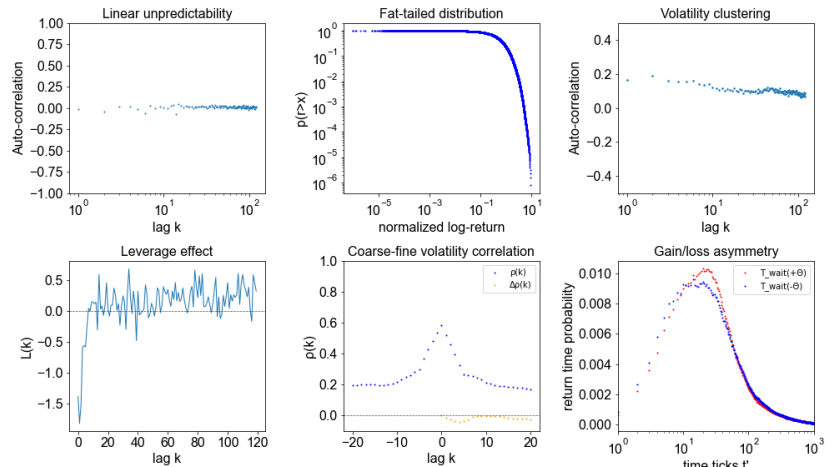 Linear unpredictability
1.00
0.75
0.50
0.25
0.00
−0.25
−0.50
−0.75
−1.00
Auto-correlation
10^0
10^1
10^2
lag k
Fat-tailed distribution
10^0
10^−1
10^−2
10^−3
10^−4
10^−5
10^−6
p(r>x)
10^−5
10^−3
10^−1
10^1
normalized log-return
Volatility clustering
0.4
0.2
0.0
−0.2
−0.4
Auto-correlation
10^0
10^1
10^2
lag k
Leverage effect
0.5
0.0
−0.5
−1.0
−1.5
L(k)
0
20
40
60
80
100
120
lag k
Coarse-fine volatility correlation
ρ(k)
Δρ(k)
1.0
0.8
0.6
0.4
0.2
0.0
ρ(k)
−20
−10
0
10
20
lag k
Gain/loss asymmetry
T_wait(+Θ)
T_wait(-Θ)
0.010
0.008
0.006
0.004
0.002
0.000
return time probability
10^0
10^1
10^2
10^3
time ticks t'